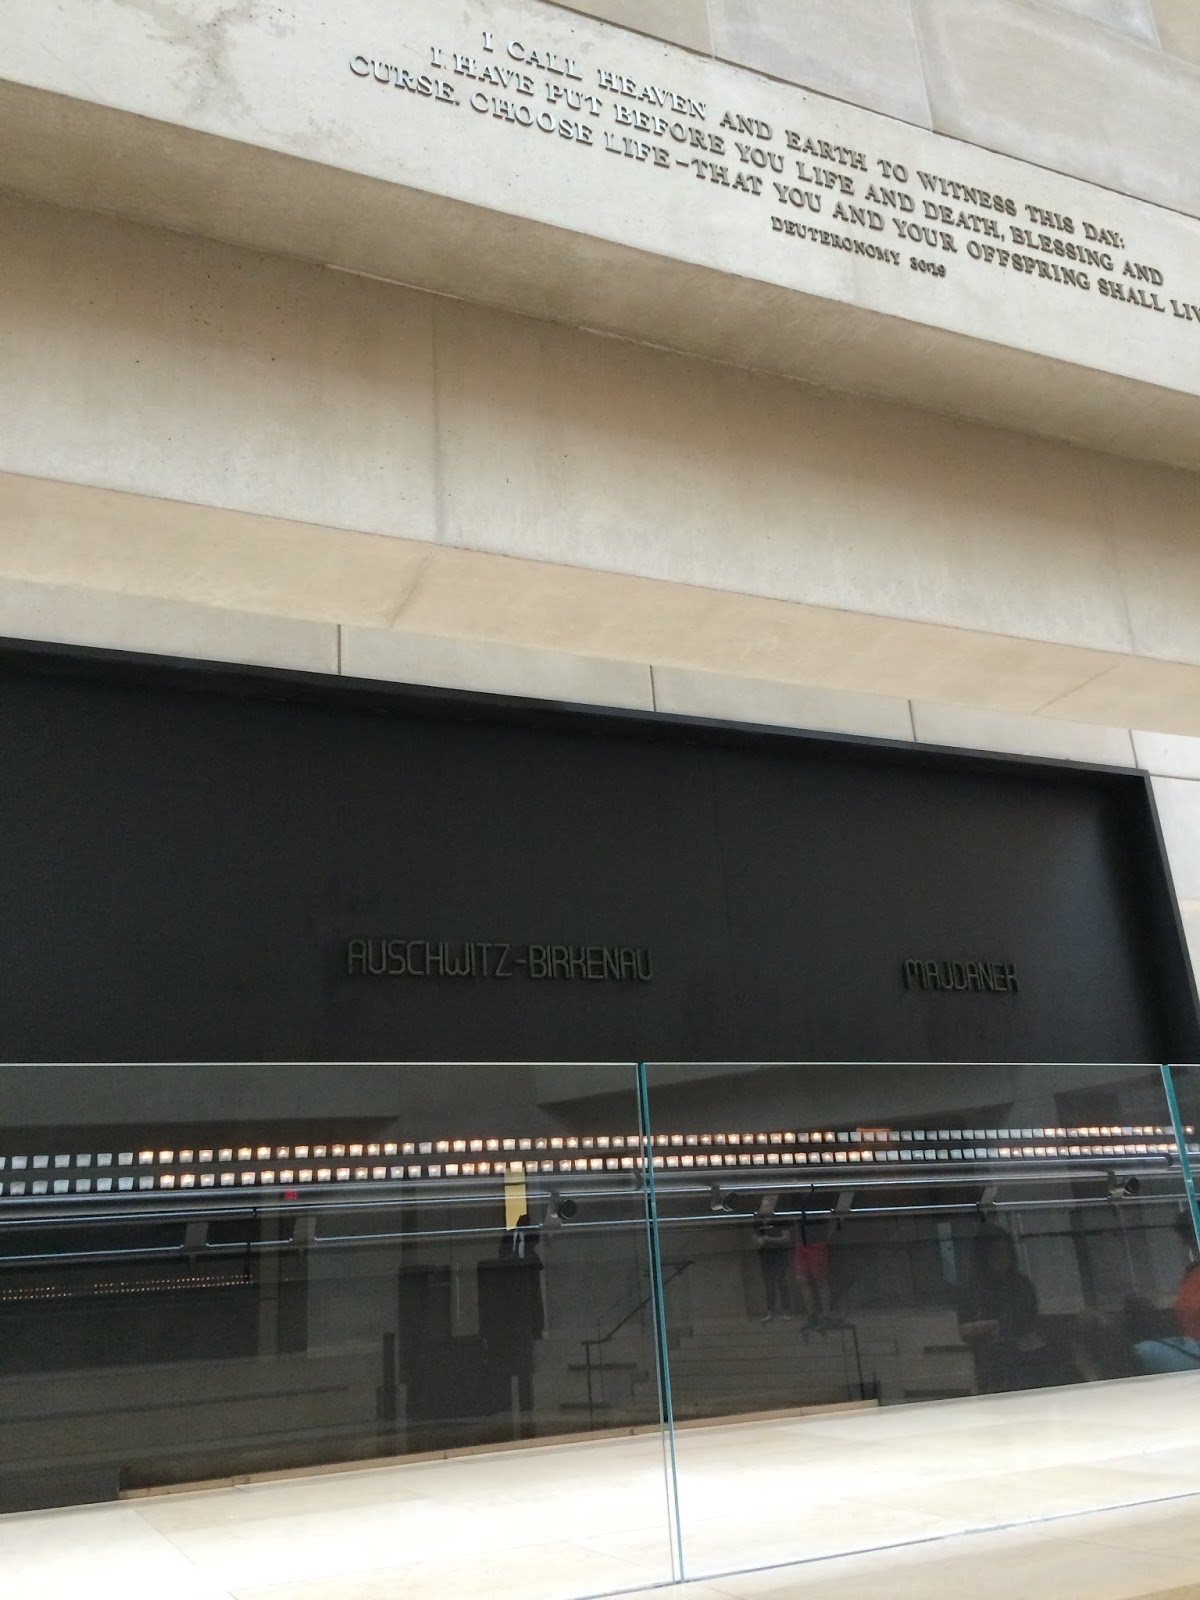 I CALL HEAVEN AND EARTH TO WITNESS THIS DAY:
I HAVE PUT BEFORE YOU LIFE AND DEATH, BLESSING AND
CURSE. CHOOSE LIFE – THAT YOU AND YOUR OFFSPRING SHALL LIV
DEUTERONOMY 30:19
AUSCHWITZ-BIRKENAU
MAJDANEK